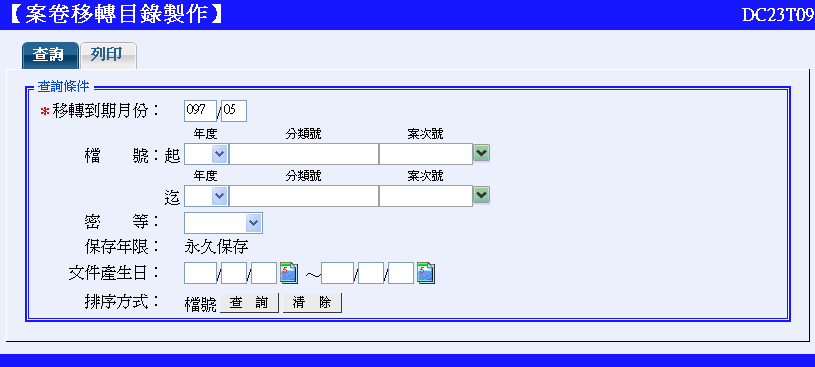 【案卷移轉目錄製作】 DC23T09
查詢 列印
查詢條件
*移轉到期月份： 097/05
年度 分類號 案次號
檔 號：起
年度 分類號 案次號
迄
密 等：
保存年限： 永久保存
文件產生日： / / ～ / /
排序方式： 檔號 查 詢 清 除